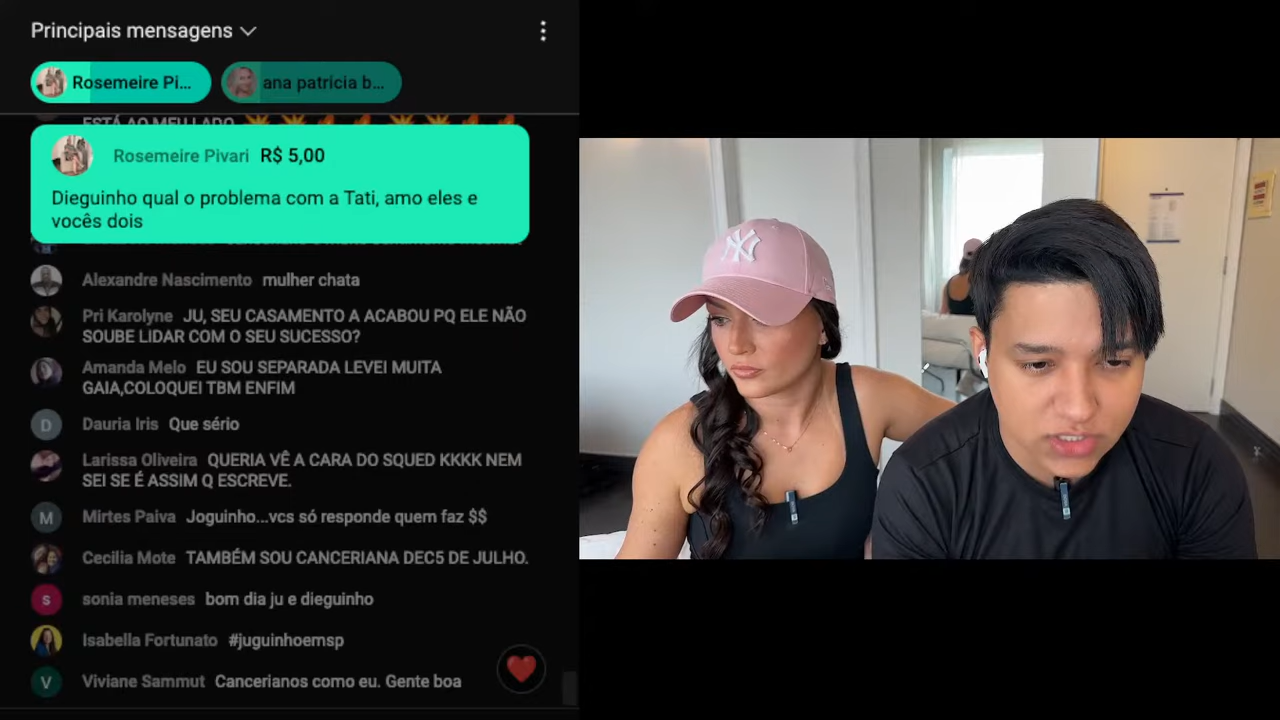 Principais mensagens
Rosemeire Pi...
ana patricia b...
ESTÁ AO MEU LADO
Rosemeire Pivari R$ 5,00
Dieguinho qual o problema com a Tati, amo eles e
vocês dois
Alexandre Nascimento mulher chata
Pri Karolyne JU, SEU CASAMENTO A ACABOU PQ ELE NÃO
SOUBE LIDAR COM O SEU SUCESSO?
Amanda Melo EU SOU SEPARADA LEVEI MUITA
GAIA,COLOQUEI TBM ENFIM
D Dauria Iris Que sério
Larissa Oliveira QUERIA VÊ A CARA DO SQUED KKKK NEM
SEI SE É ASSIM Q ESCREVE.
M Mirtes Paiva Joguinho...vcs só responde quem faz $$
Cecilia Mote TAMBÉM SOU CANCERIANA DEC5 DE JULHO.
s sonia meneses bom dia ju e dieguinho
Isabella Fortunato #juguinhoemsp
V Viviane Sammut Cancerianos como eu. Gente boa
NY